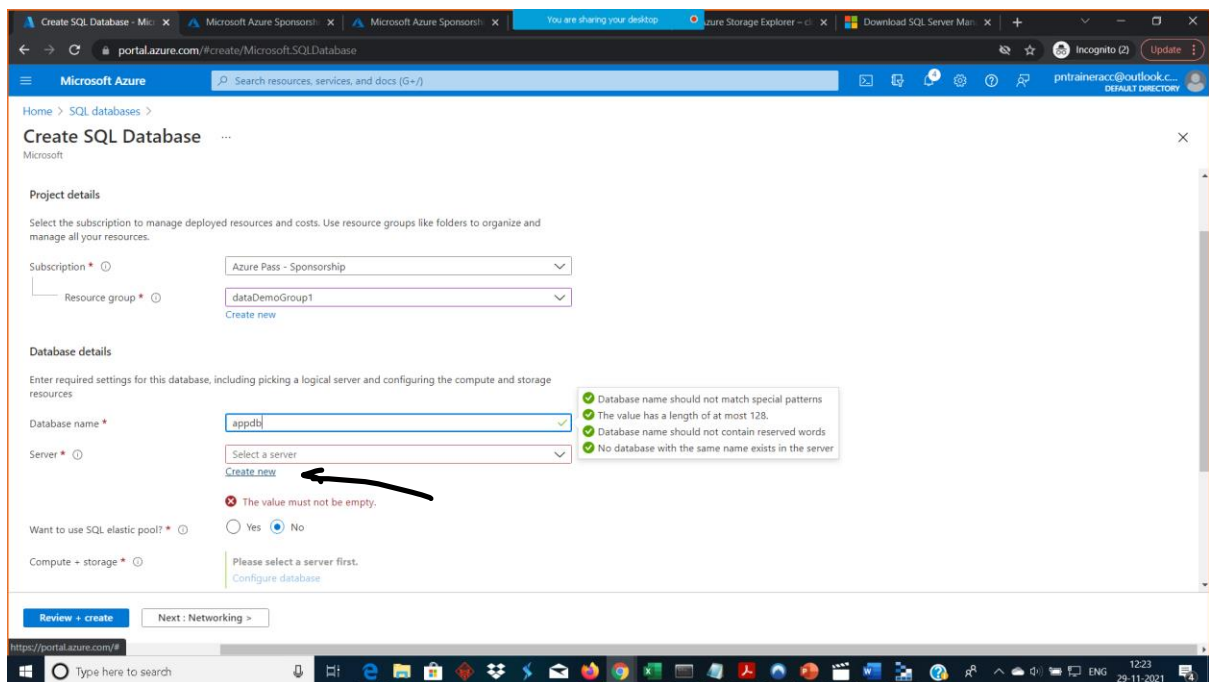 Create SQL Database - Mic
Microsoft Azure Sponsorsh
Microsoft Azure Sponsorsh
You are sharing your desktop
zure Storage Explorer – cl
Download SQL Server Man
portal.azure.com/#create/Microsoft.SQLDatabase
Incognito (2)
Update
Microsoft Azure
Search resources, services, and docs (G+/)
4
pntraineracc@outlook.c...
DEFAULT DIRECTORY
Home > SQL databases >
Create SQL Database ...
Microsoft
Project details
Select the subscription to manage deployed resources and costs. Use resource groups like folders to organize and
manage all your resources.
Subscription *
Azure Pass - Sponsorship
Resource group *
dataDemoGroup1
Create new
Database details
Enter required settings for this database, including picking a logical server and configuring the compute and storage
resources
Database name should not match special patterns
The value has a length of at most 128.
Database name should not contain reserved words
No database with the same name exists in the server
Database name *
appdb
Server *
Select a server
Create new
The value must not be empty.
Want to use SQL elastic pool? *
Yes
No
Compute + storage *
Please select a server first.
Configure database
Review + create
Next : Networking >
https://portal.azure.com/#
Type here to search
ENG
12:23
29-11-2021
4